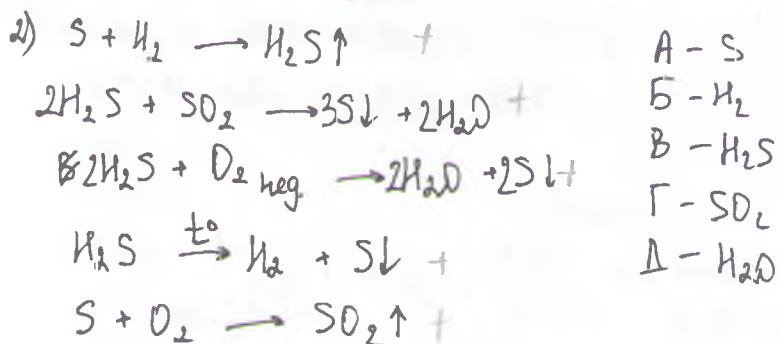 2) S + H₂ ⟶ H₂S↑ +
2H₂S + SO₂ ⟶ 3S↓ + 2H₂O +
2H₂S + O₂ нед. ⟶ 2H₂O + 2S↓ +
H₂S t° ⟶ H₂ + S↓ +
S + O₂ ⟶ SO₂↑ +
А – S
Б – H₂
В – H₂S
Г – SO₂
Д – H₂O